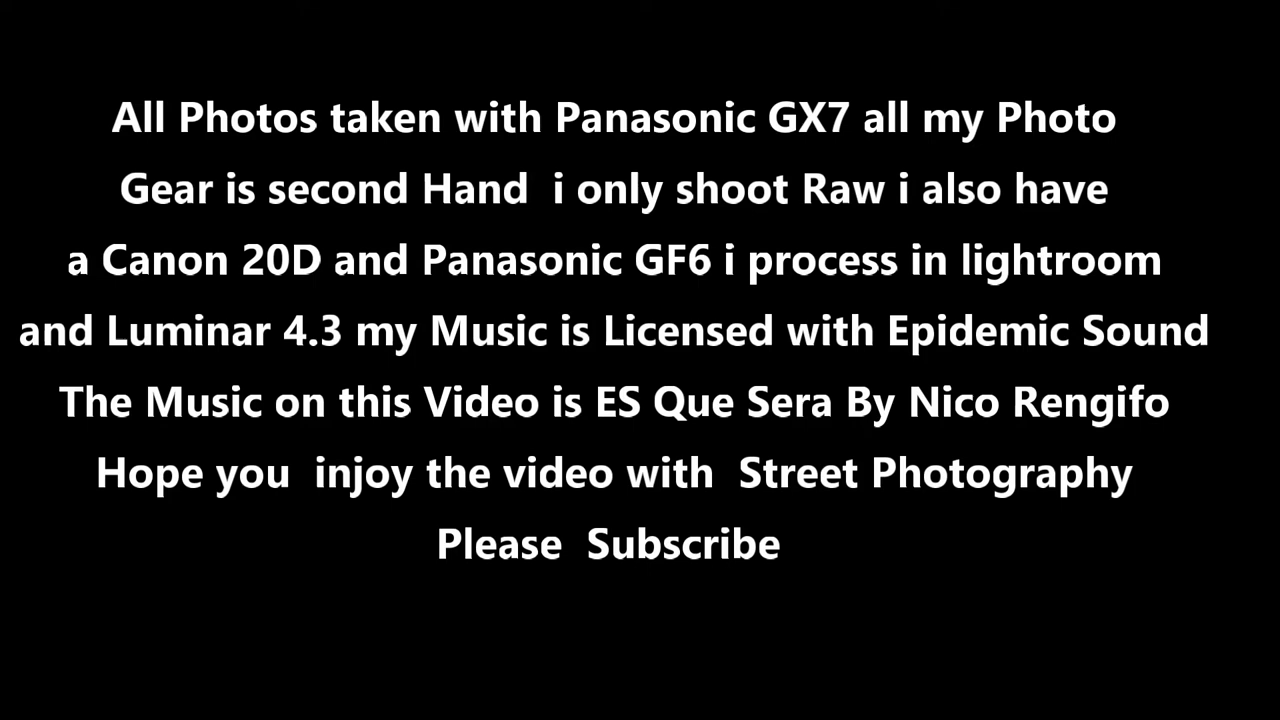 All Photos taken with Panasonic GX7 all my Photo
Gear is second Hand  i only shoot Raw i also have
a Canon 20D and Panasonic GF6 i process in lightroom
and Luminar 4.3 my Music is Licensed with Epidemic Sound
The Music on this Video is ES Que Sera By Nico Rengifo
Hope you  injoy the video with  Street Photography
Please  Subscribe